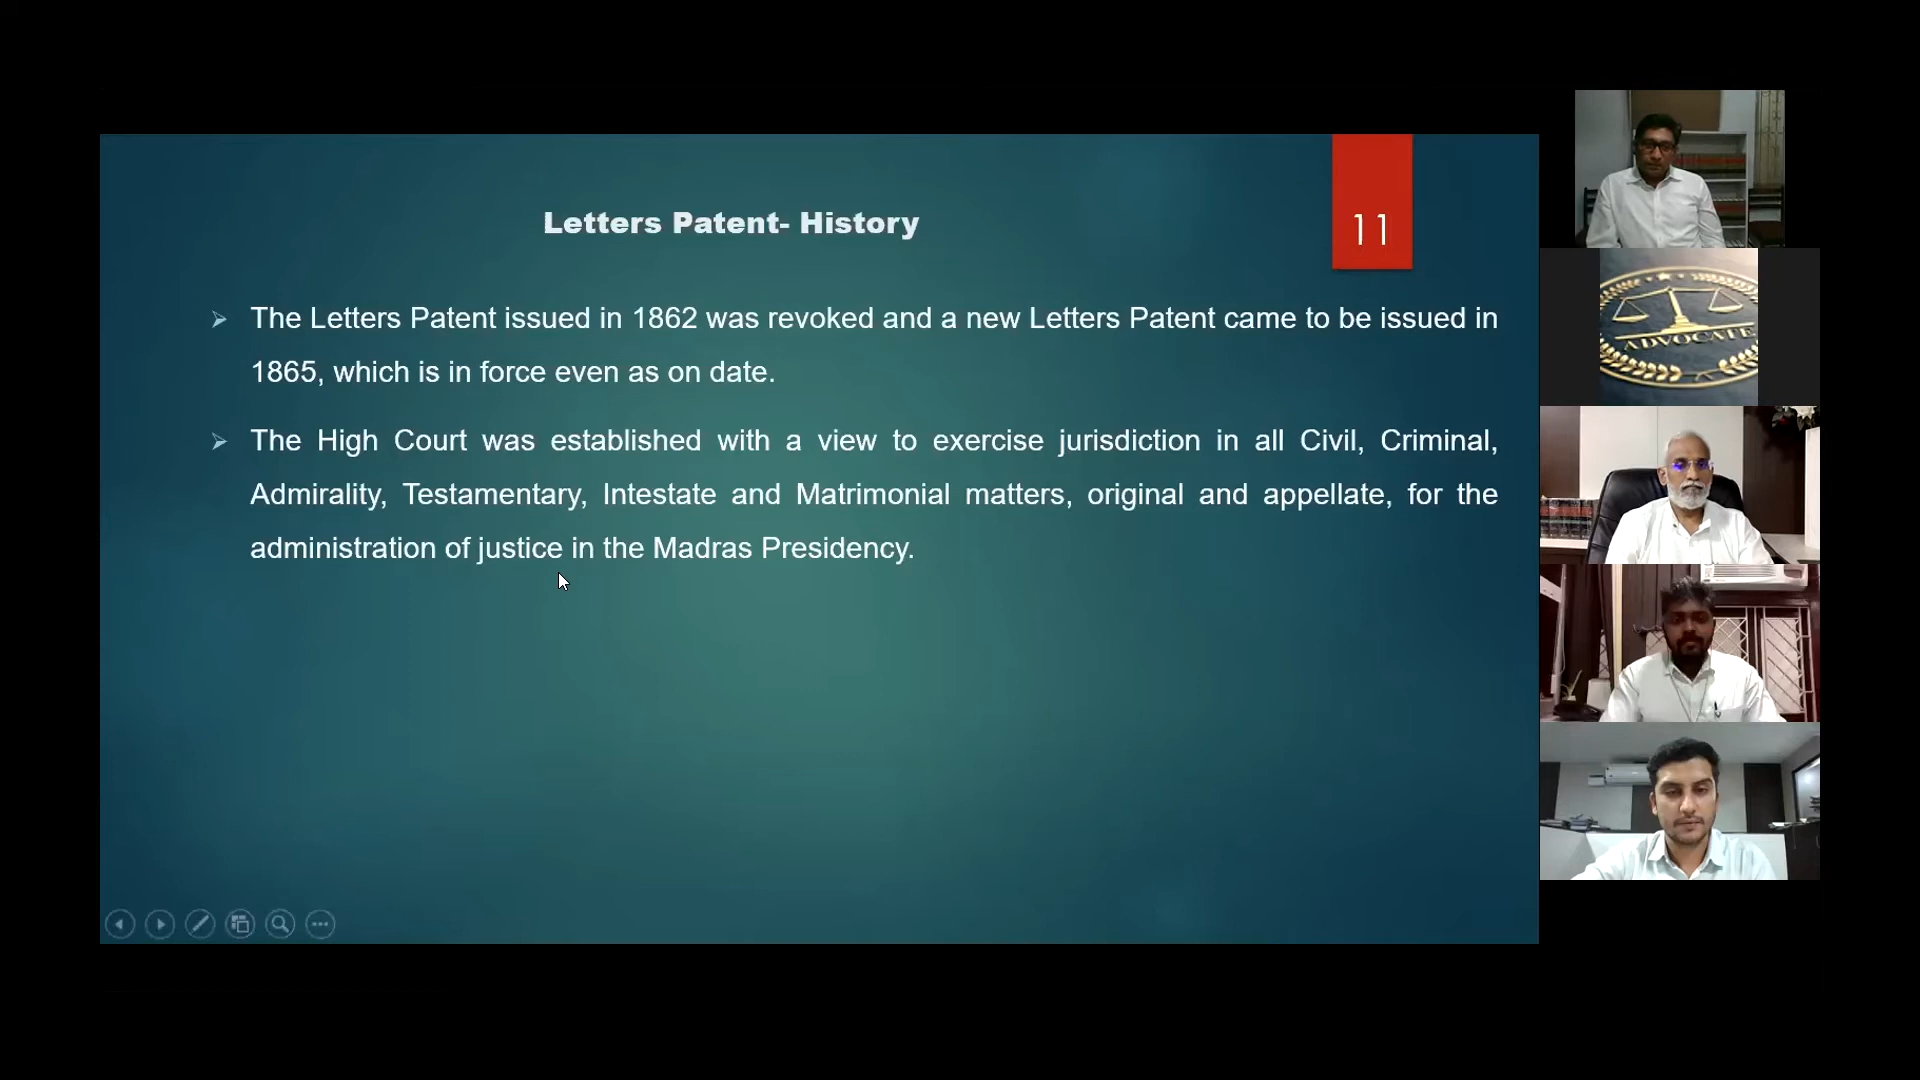 Letters Patent- History
11
The Letters Patent issued in 1862 was revoked and a new Letters Patent came to be issued in
1865, which is in force even as on date.
The High Court was established with a view to exercise jurisdiction in all Civil, Criminal,
Admirality, Testamentary, Intestate and Matrimonial matters, original and appellate, for the
administration of justice in the Madras Presidency.
ADVOCATE